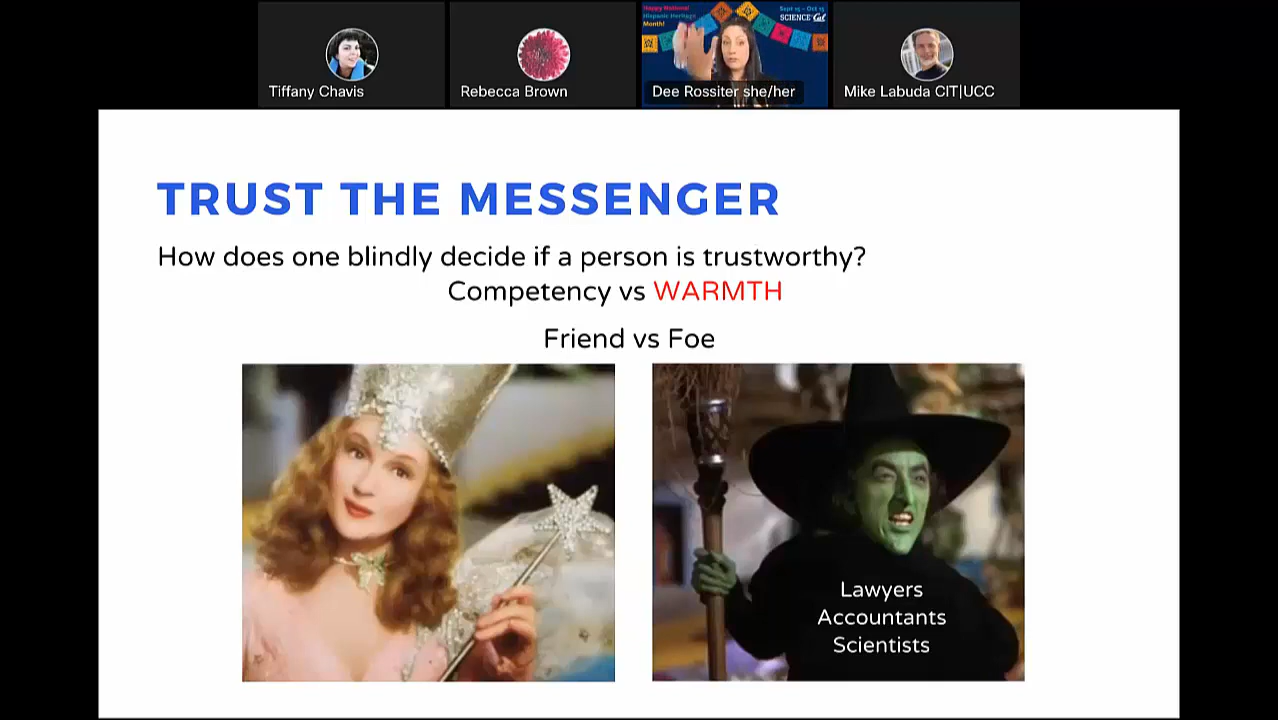 Happy National
Hispanic Heritage
Month!
Sept 15 - Oct 15
SCIENCE Cafe
Tiffany Chavis
Rebecca Brown
Dee Rossiter she/her
Mike Labuda CIT|UCC
TRUST THE MESSENGER
How does one blindly decide if a person is trustworthy?
Competency vs WARMTH
Friend vs Foe
Lawyers
Accountants
Scientists